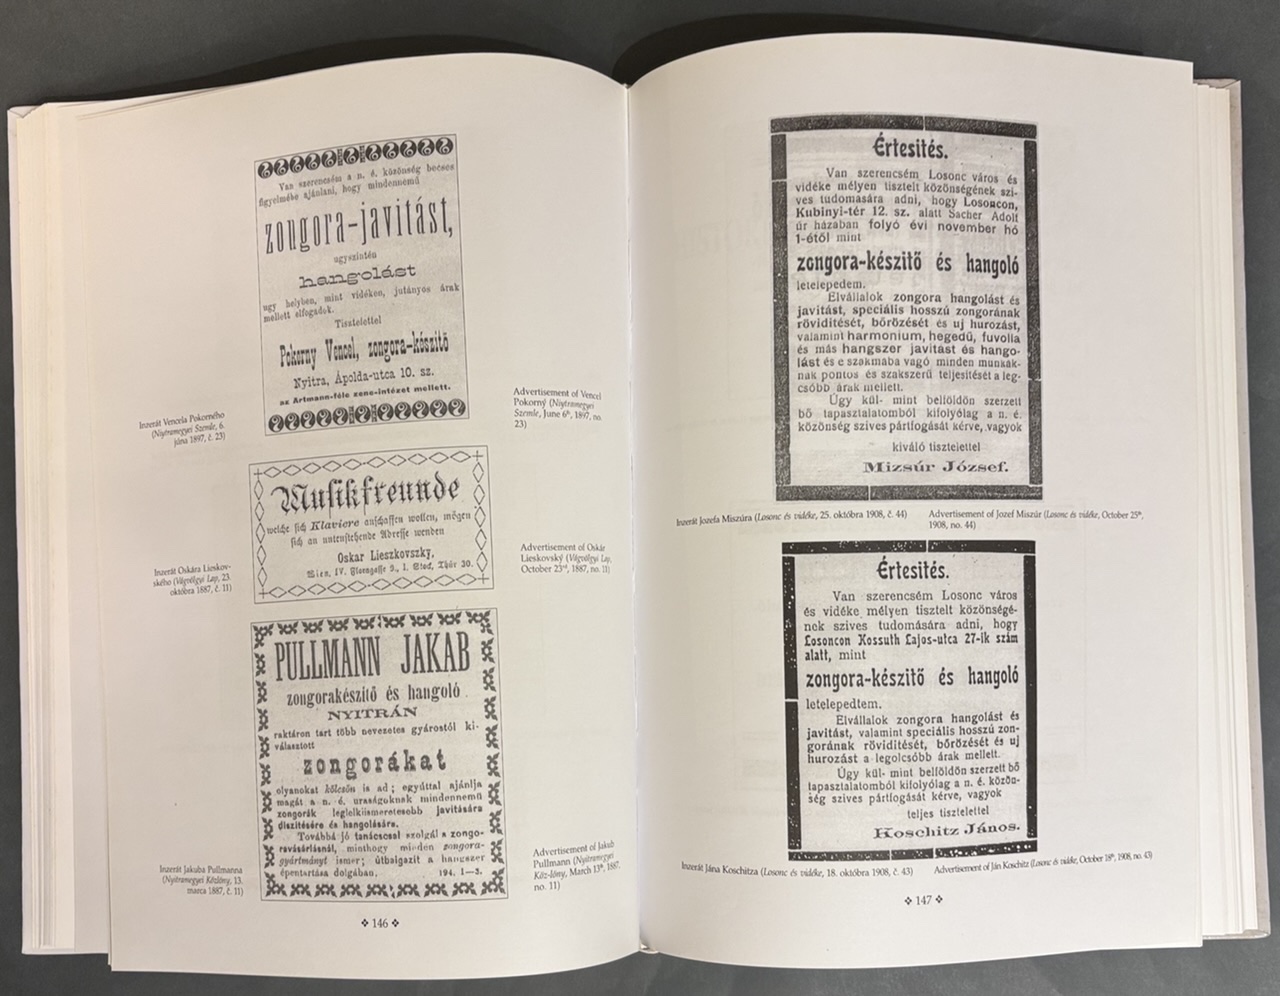 Van szerencsém a n. é. közönség becses
figyelmébe ajánlani, hogy mindennemű
zongora-javitást,
ugyszintén
hangolást
ugy helyben, mint vidéken, jutányos árak
mellett elfogadok.
Tisztelettel
Pokorny Vencel, zongora-készitő
Nyitra, Ápolda-utca 10. sz.
az Artmann-féle zene-intézet mellett.
Inzerát Vencela Pokorného
(Nyitramegyei Szemle, 6.
júna 1897, č. 23)
Advertisement of Vencel
Pokorný (Niytramegyei
Szemle, June 6th, 1897, no.
23)
Musikfreunde
welche sich Klaviere anschaffen wollen, mögen
sich an untenstehende Adresse wenden
Oskar Lieszkovszky,
Wien, IV. Floragasse 3., 1. Stock, Thür 30.
Inzerát Oskára Lieskov-
ského (Vágvölgyi Lap, 23.
októbra 1887, č. 11)
Advertisement of Oskár
Lieskovský (Vágvölgyi Lap,
October 23rd, 1887, no. 11)
PULLMANN JAKAB
zongorakészitő és hangoló
NYITRÁN
raktáron tart több nevezetes gyárostól ki-
választott
zongorákat
olyanokat kölcsön is ad; egyúttal ajánlja
magát a n. é. uraságoknak mindennemű
zongorák leglelkiismeretesebb javitására
diszitésére és hangolására.
Továbbá jó tanácscsal szolgál a zongo-
ravásárlásnál, minthogy minden zongora-
gyártmányt ismer; útbaigazit a hangszer
épentartása dolgában. 194. 1—3.
Inzerát Jakuba Pullmanna
(Nyitramegyei Közlöny, 13.
marca 1887, č. 11)
Advertisement of Jakub
Pullmann (Nyitramegyei
Köz-löny, March 13th, 1887,
no. 11)
❖ 146 ❖
Értesités.
Van szerencsém Losonc város és
vidéke mélyen tisztelt közönségének szi-
ves tudomására adni, hogy Losoncon,
Kubinyi-tér 12. sz. alatt Sacher Adolf
úr házában folyó évi november hó
1-étől mint
zongora-készitő és hangoló
letelepedem.
Elvállalok zongora hangolást és
javitást, speciális hosszú zongorának
röviditését, bőrözését és uj hurozást,
valamint harmonium, hegedű, fuvolla
és más hangszer javitást és hango-
lást és e szakmába vagó minden munkák-
nak pontos és szakszerű teljesitését a leg-
csóbb árak mellett.
Úgy kül- mint bellöldön szerzett
bő tapasztalatomból kifolyólag a n. é.
közönség szives pártfogását kérve, vagyok
kiváló tisztelettel
Mizsúr József.
Inzerát Jozefa Miszúra (Losonc és vidéke, 25. októbra 1908, č. 44)
Advertisement of Jozef Miszúr (Losonc és vidéke, October 25th,
1908, no. 44)
Értesités.
Van szerencsém Losonc város
és vidéke mélyen tisztelt közönségé-
nek szives tudomására adni, hogy
Losoncon Kossuth Lajos-utca 27-ik szám
alatt, mint
zongora-készitő és hangoló
letelepedtem.
Elvállalok zongora hangolást és
javitást, valamint speciális hosszú zon-
gorának röviditését, bőrözését és uj
hurozást a legolcsóbb árak mellett.
Úgy kül- mint bellöldön szerzett bő
tapasztalatomból kifolyólag a n. é. közön-
ség szives pártfogását kérve, vagyok
teljes tisztelettel
Koschitz János.
Inzerát Jána Koschitza (Losonc és vidéke, 18. októbra 1908, č. 43)
Advertisement of Ján Koschitz (Losonc és vidéke, October 18th, 1908, no. 43)
❖ 147 ❖